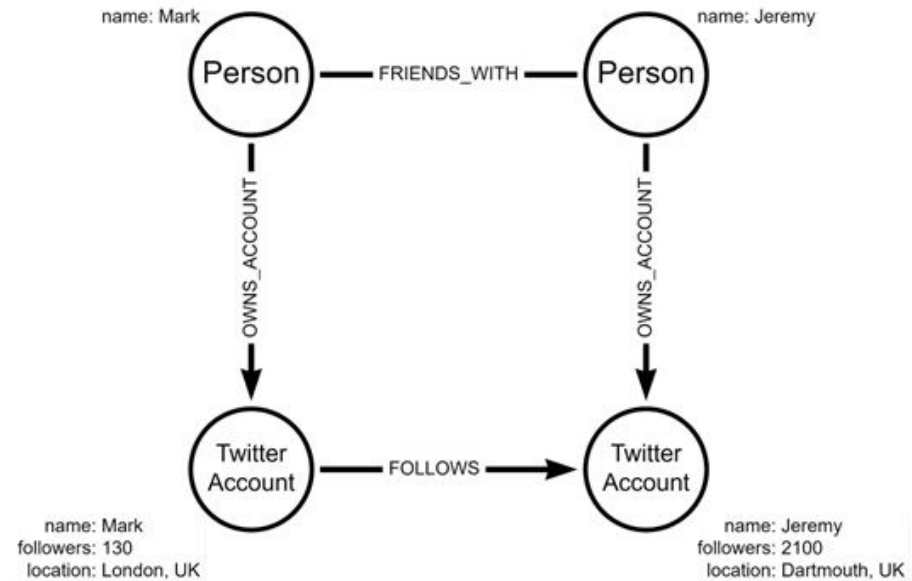 name: Mark
name: Jeremy
Person
FRIENDS_WITH
Person
OWNS_ACCOUNT
OWNS_ACCOUNT
Twitter
Account
FOLLOWS
Twitter
Account
name: Mark
followers: 130
location: London, UK
name: Jeremy
followers: 2100
location: Dartmouth, UK